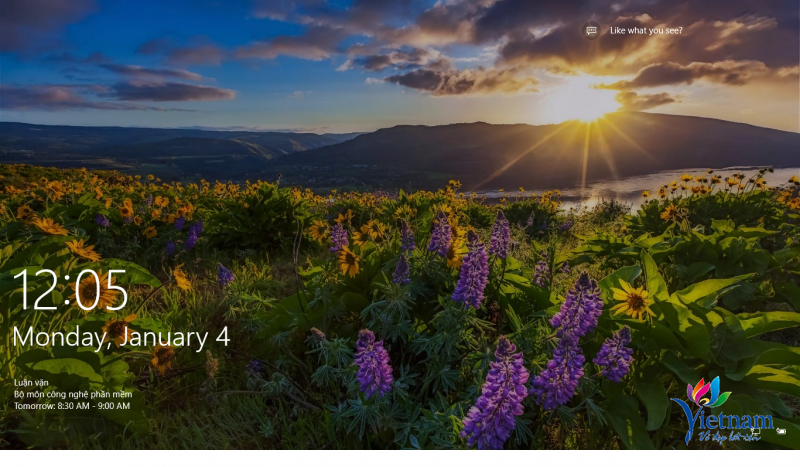 Like what you see?
12:05
Monday, January 4
Luận văn
Bộ môn công nghệ phần mềm
Tomorrow: 8:30 AM - 9:00 AM
Vietnam
Vẻ đẹp bất tận